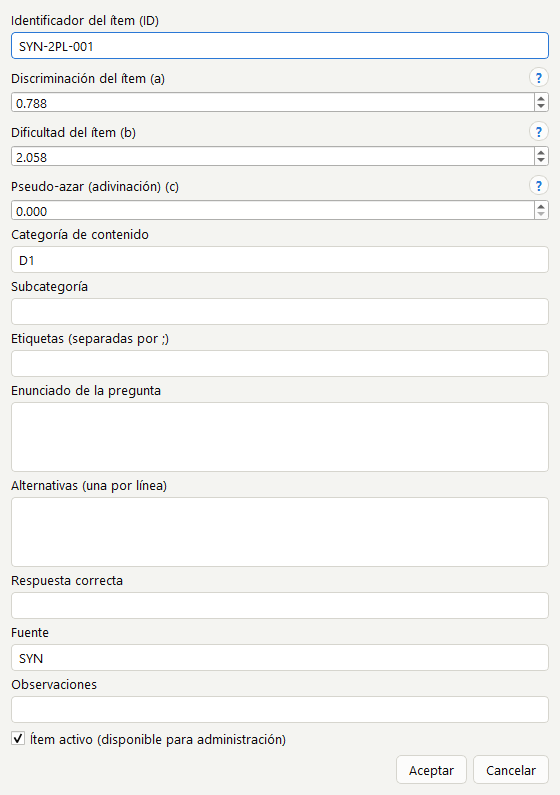 Identificador del ítem (ID)
SYN-2PL-001
Discriminación del ítem (a)
?
0.788
Dificultad del ítem (b)
?
2.058
Pseudo-azar (adivinación) (c)
?
0.000
Categoría de contenido
D1
Subcategoría
Etiquetas (separadas por ;)
Enunciado de la pregunta
Alternativas (una por línea)
Respuesta correcta
Fuente
SYN
Observaciones
Ítem activo (disponible para administración)
Aceptar
Cancelar